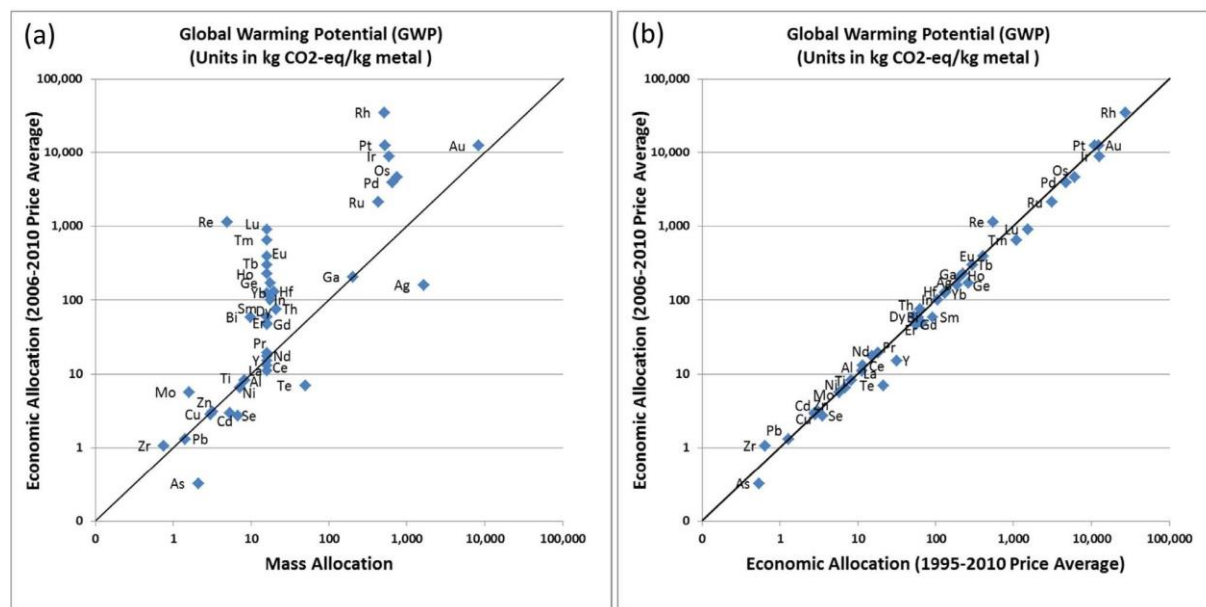 (a)
Global Warming Potential (GWP)
(Units in kg CO2-eq/kg metal )
Economic Allocation (2006-2010 Price Average)
100,000
10,000
1,000
100
10
1
0
Rh
Pt
Au
Ir
Os
Pd
Ru
Re
Lu
Tm
Eu
Tb
Ho
Ga
Ge
Ag
Yb
Hf
In
Sm
Th
Bi
Dy
Er
Gd
Pr
Y
Nd
La
Ce
Ti
Al
Te
Mo
Ni
Zn
Cu
Cd
Se
Zr
Pb
As
0
1
10
100
1,000
10,000
100,000
Mass Allocation
(b)
Global Warming Potential (GWP)
(Units in kg CO2-eq/kg metal )
Economic Allocation (2006-2010 Price Average)
100,000
10,000
1,000
100
10
1
0
Rh
Pt
Au
Ir
Os
Pd
Ru
Re
Lu
Tm
Eu
Tb
Ga
Ho
Ag
Ge
Hf
Yb
In
Th
Dy
Bi
Sm
Er
Gd
Nd
Pr
Al
Ce
Y
La
Ni
Ti
Te
Mo
Cd
Zn
Cu
Se
Pb
Zr
As
0
1
10
100
1,000
10,000
100,000
Economic Allocation (1995-2010 Price Average)